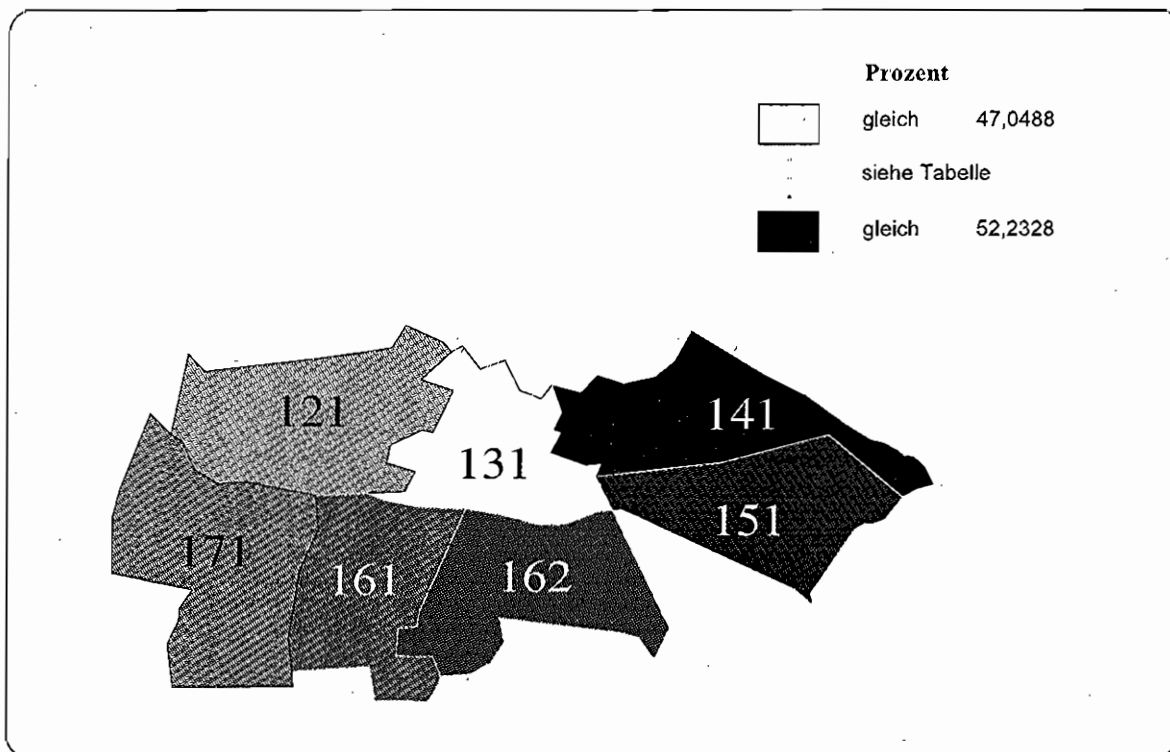 Prozent
gleich 47,0488
siehe Tabelle
gleich 52,2328
121
141
131
151
171
161
162